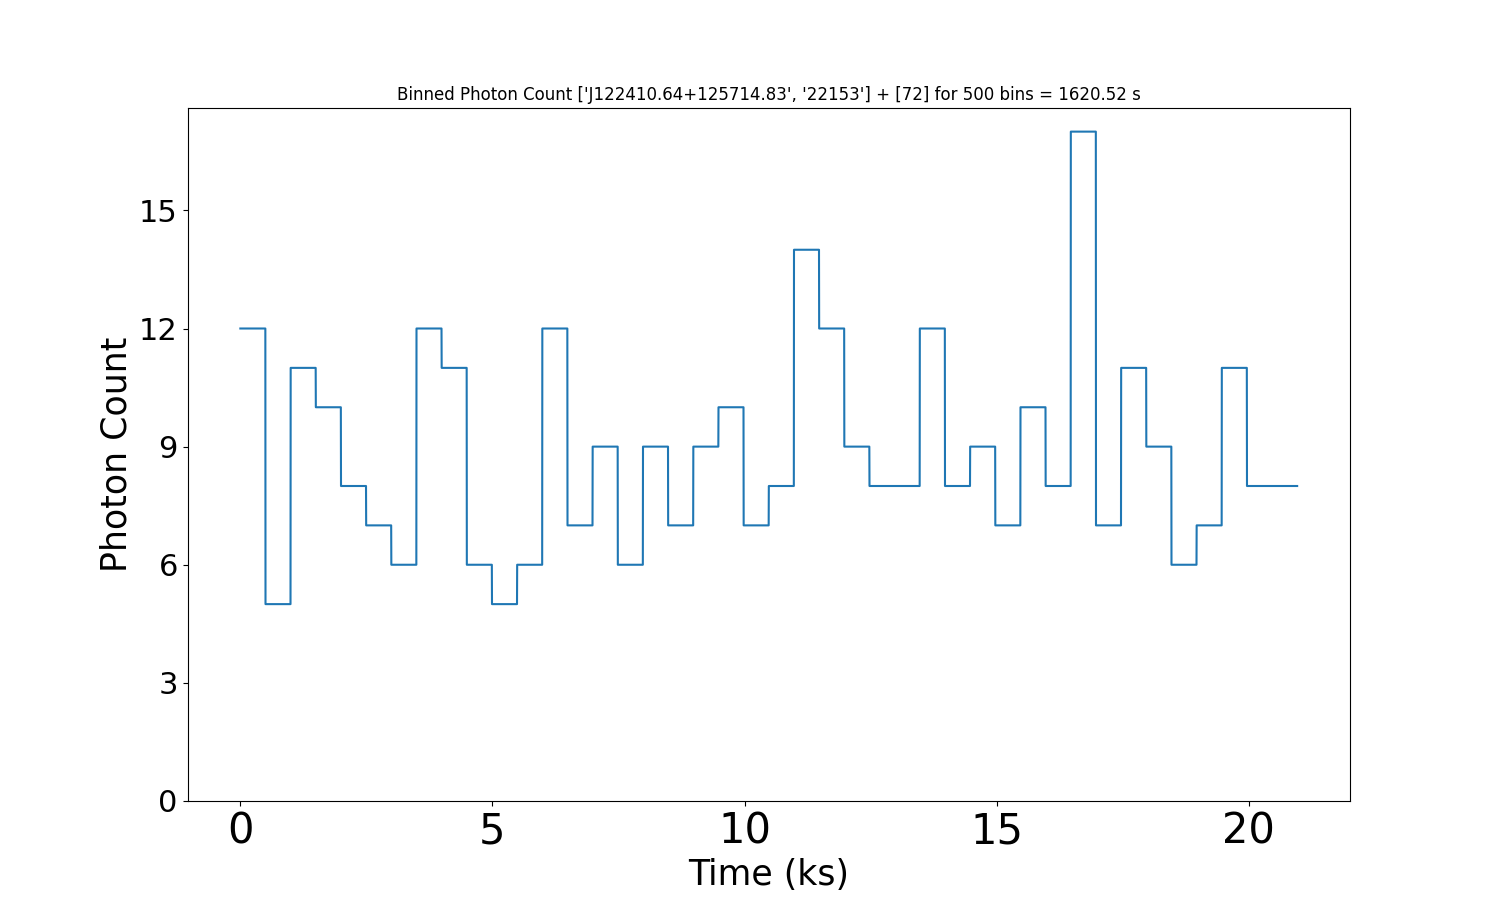 Binned Photon Count ['J122410.64+125714.83', '22153'] + [72] for 500 bins = 1620.52 s
Photon Count
15
12
9
6
3
0
0 5 10 15 20
Time (ks)